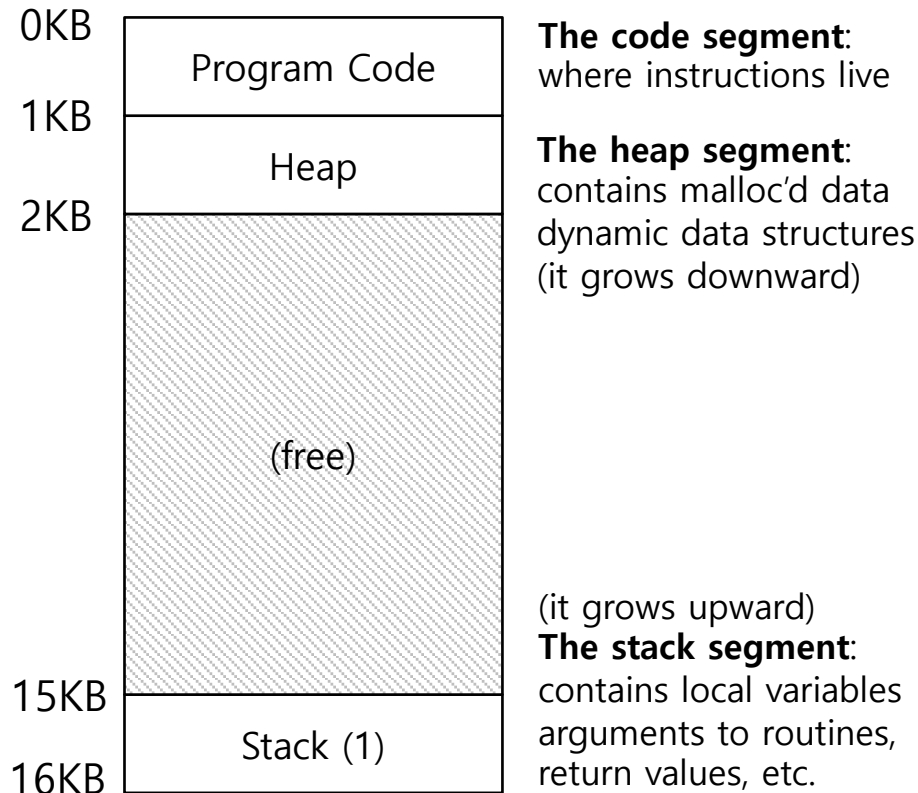 0KB
Program Code
1KB
Heap
2KB
(free)
15KB
Stack (1)
16KB
The code segment:
where instructions live
The heap segment:
contains malloc’d data
dynamic data structures
(it grows downward)
(it grows upward)
The stack segment:
contains local variables
arguments to routines,
return values, etc.